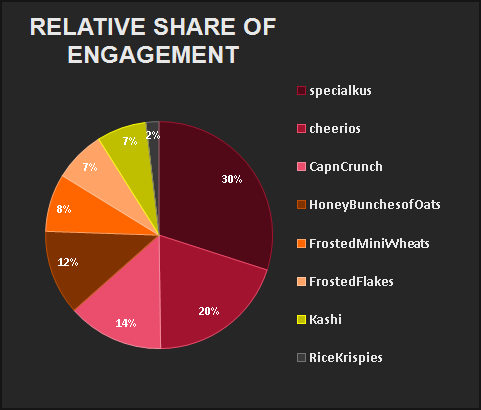 RELATIVE SHARE OF
ENGAGEMENT
specialkus
cheerios
CapnCrunch
HoneyBunchesofOats
FrostedMiniWheats
FrostedFlakes
Kashi
RiceKrispies
30%
20%
14%
12%
8%
7%
7%
2%